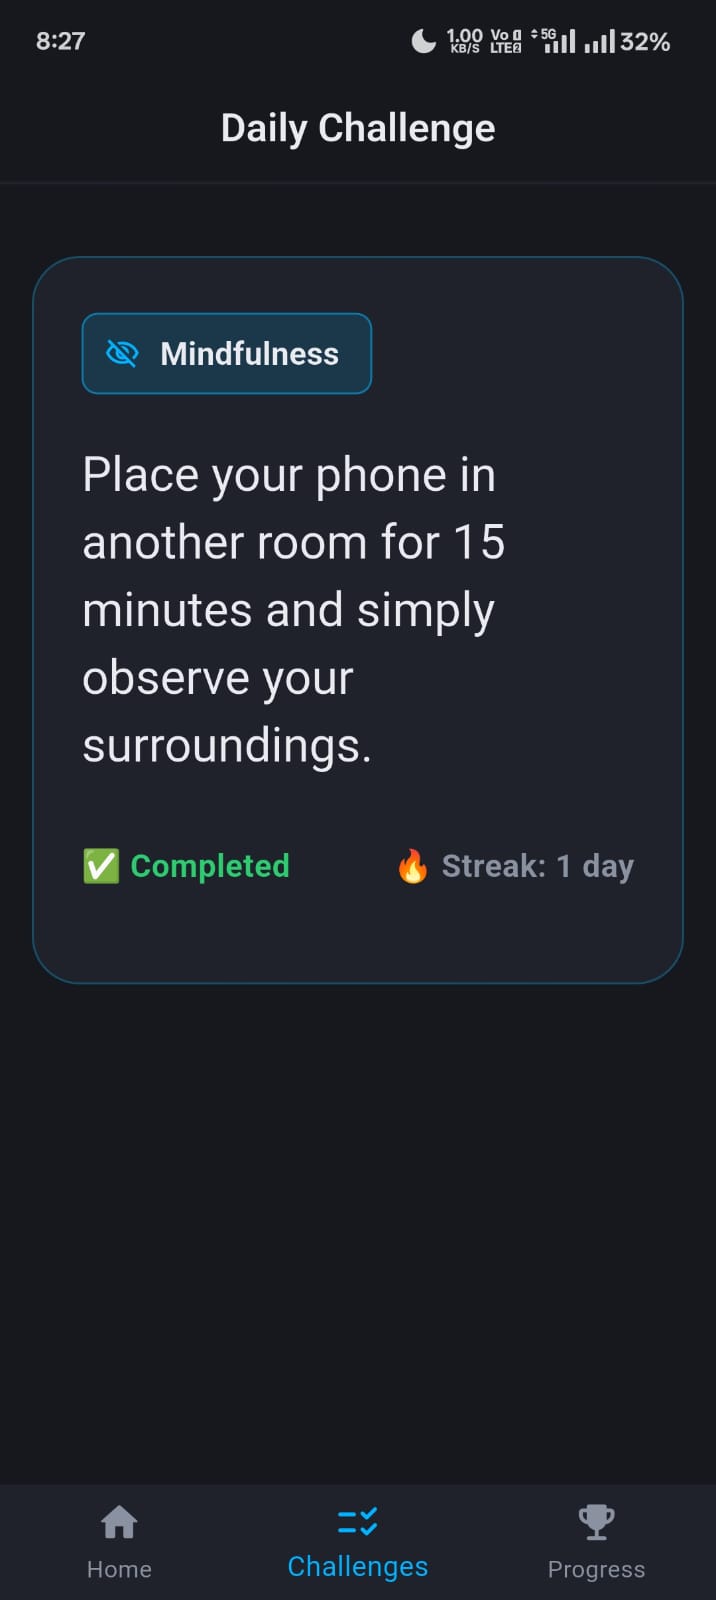 8:27
1.00 KB/S Vo LTE2 5G 32%
Daily Challenge
Mindfulness
Place your phone in
another room for 15
minutes and simply
observe your
surroundings.
✅ Completed 🔥 Streak: 1 day
Home Challenges Progress